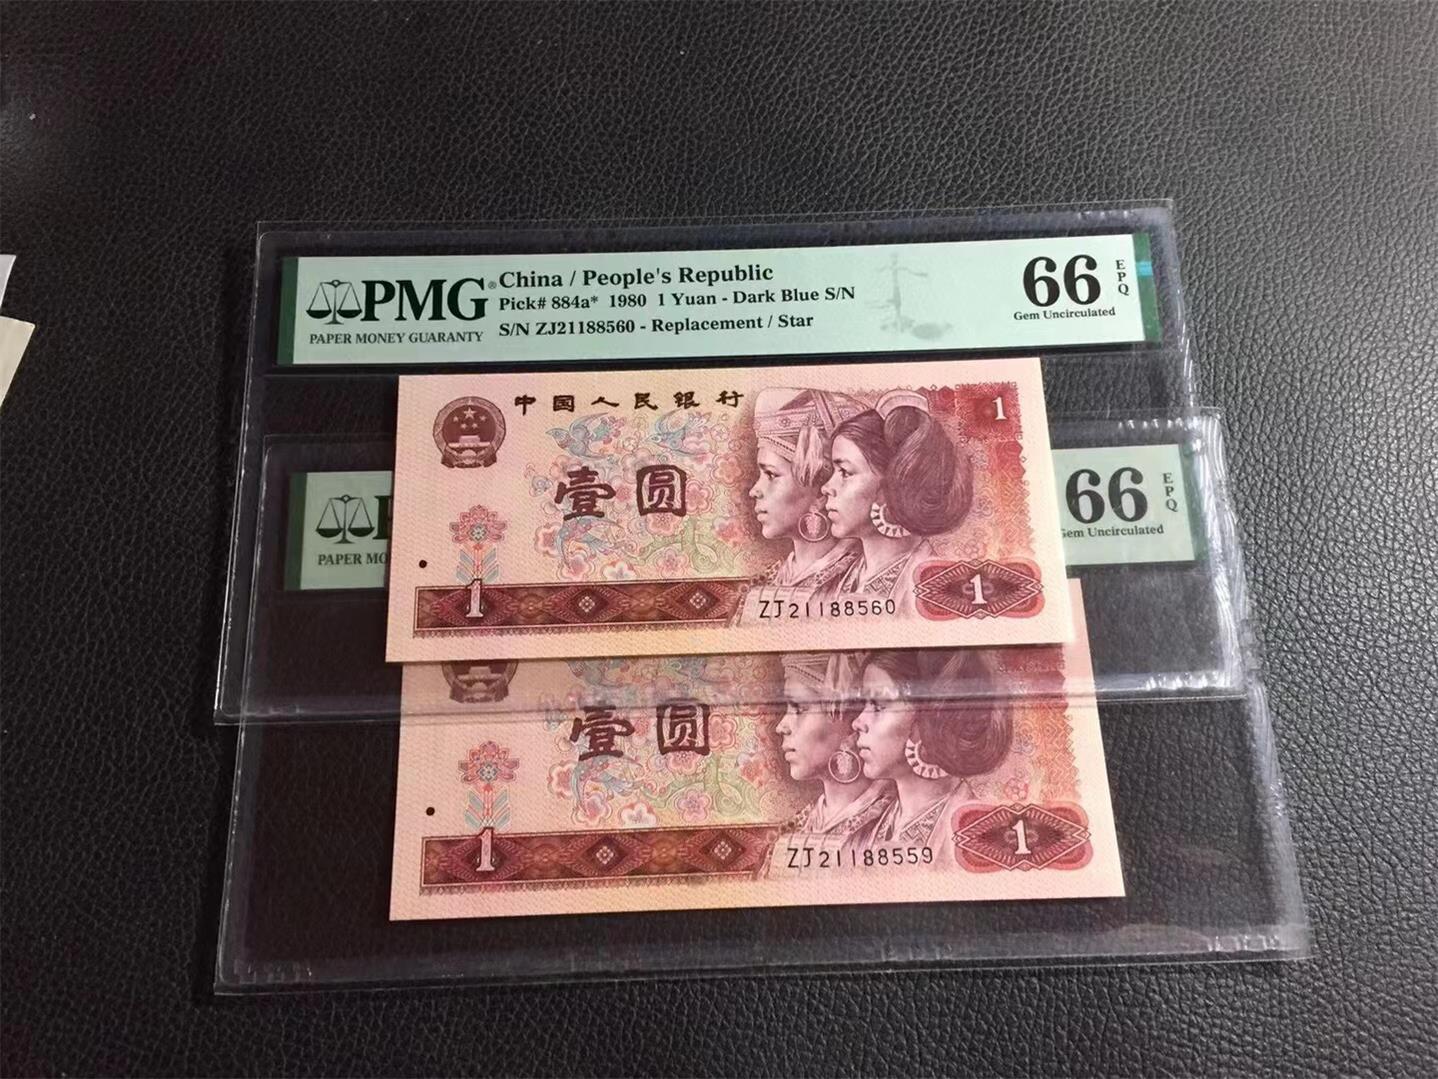 PMG®
PAPER MONEY GUARANTY
China / People's Republic
Pick# 884a* 1980 1 Yuan - Dark Blue S/N
S/N ZJ21188560 - Replacement / Star
66
EPQ
Gem Uncirculated
中国人民银行
1
壹圆
1
ZJ21188560
1
PAPER MO
66
EPQ
Gem Uncirculated
壹圆
1
ZJ21188559
1